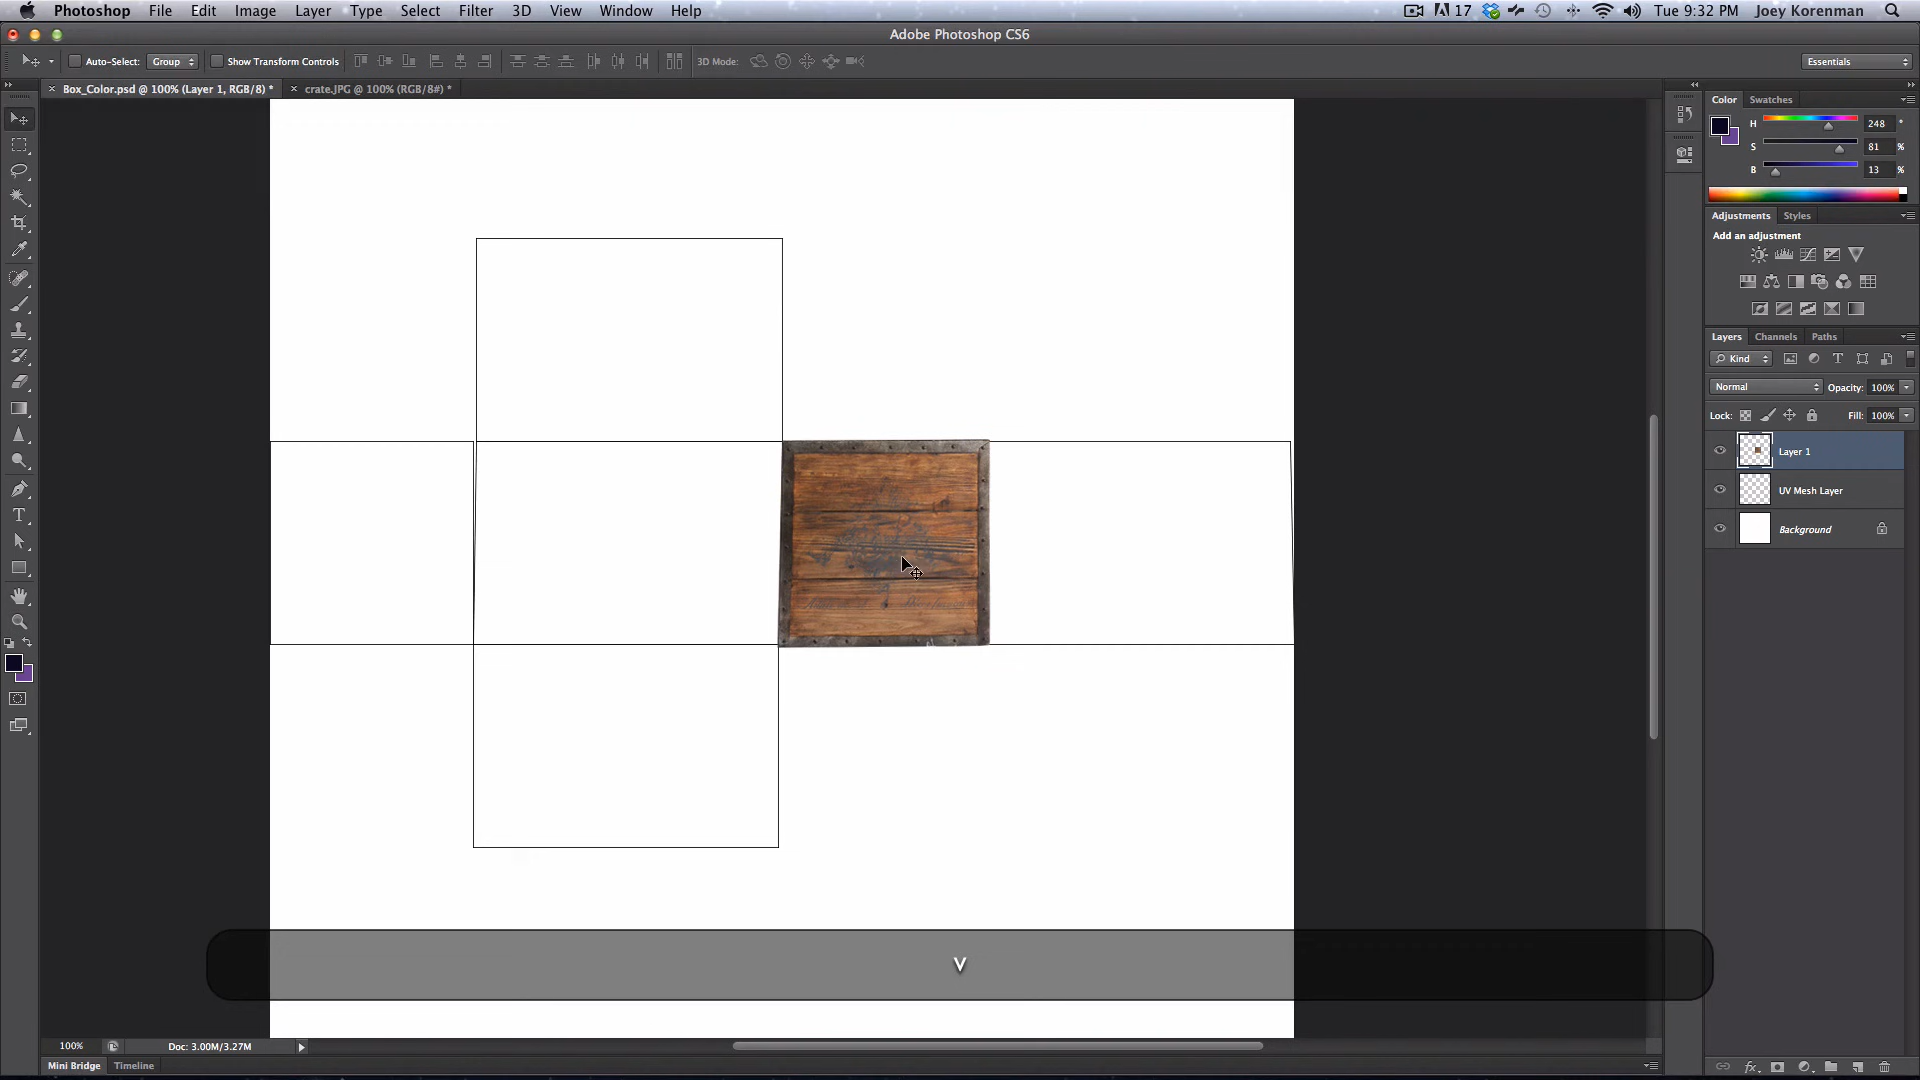 Photoshop File Edit Image Layer Type Select Filter 3D View Window Help 17 Tue 9:32 PM Joey Korenman
Adobe Photoshop CS6
Auto-Select: Group Show Transform Controls 3D Mode: Essentials
Box_Color.psd @ 100% (Layer 1, RGB/8) * crate.JPG @ 100% (RGB/8#) *
Color Swatches
H 248 °
S 81 %
B 13 %
Adjustments Styles
Add an adjustment
Layers Channels Paths
Kind
Normal Opacity: 100%
Lock: Fill: 100%
Layer 1
UV Mesh Layer
Background
V
100% Doc: 3.00M/3.27M
Mini Bridge Timeline